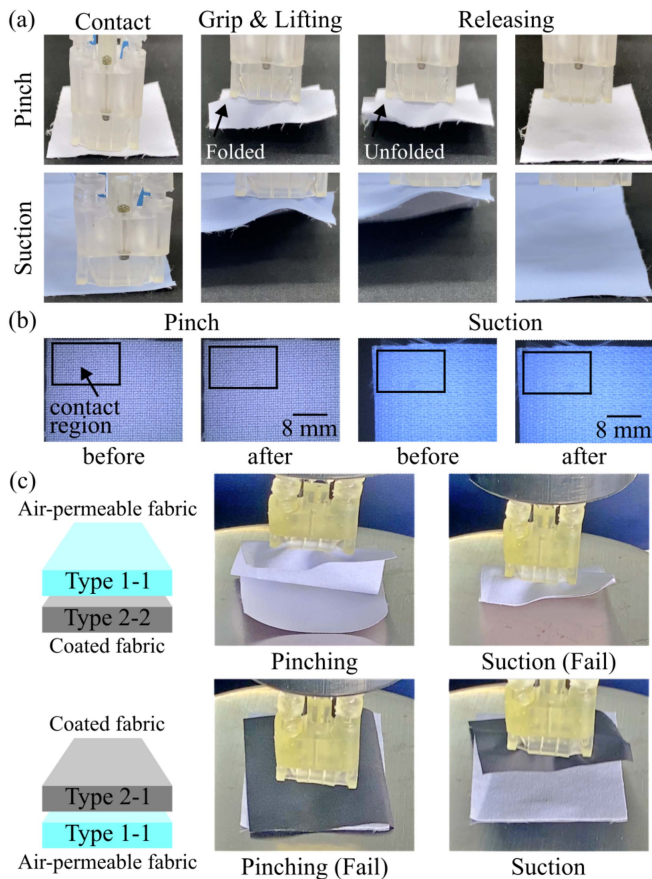 (a)
Contact
Grip & Lifting
Releasing
Pinch
Folded
Unfolded
Suction
(b)
Pinch
Suction
contact
region
8 mm
8 mm
before
after
before
after
(c)
Air-permeable fabric
Type 1-1
Type 2-2
Coated fabric
Pinching
Suction (Fail)
Coated fabric
Type 2-1
Type 1-1
Air-permeable fabric
Pinching (Fail)
Suction